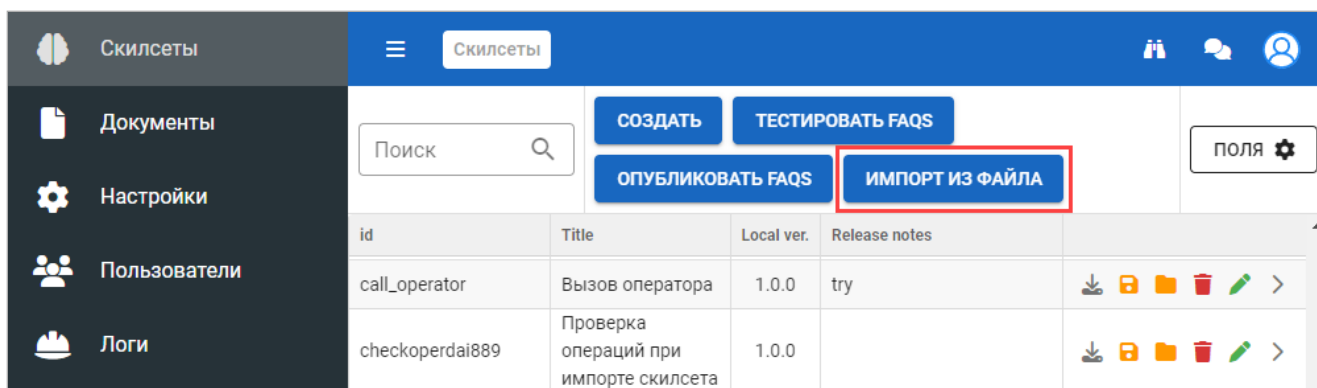 Скилсеты
Скилсеты
Документы
Настройки
Пользователи
Логи
Поиск
СОЗДАТЬ
ТЕСТИРОВАТЬ FAQS
ОПУБЛИКОВАТЬ FAQS
ИМПОРТ ИЗ ФАЙЛА
ПОЛЯ
id Title Local ver. Release notes
call_operator Вызов оператора 1.0.0 try
checkoperdai889 Проверка
операций при
импорте скилсета 1.0.0